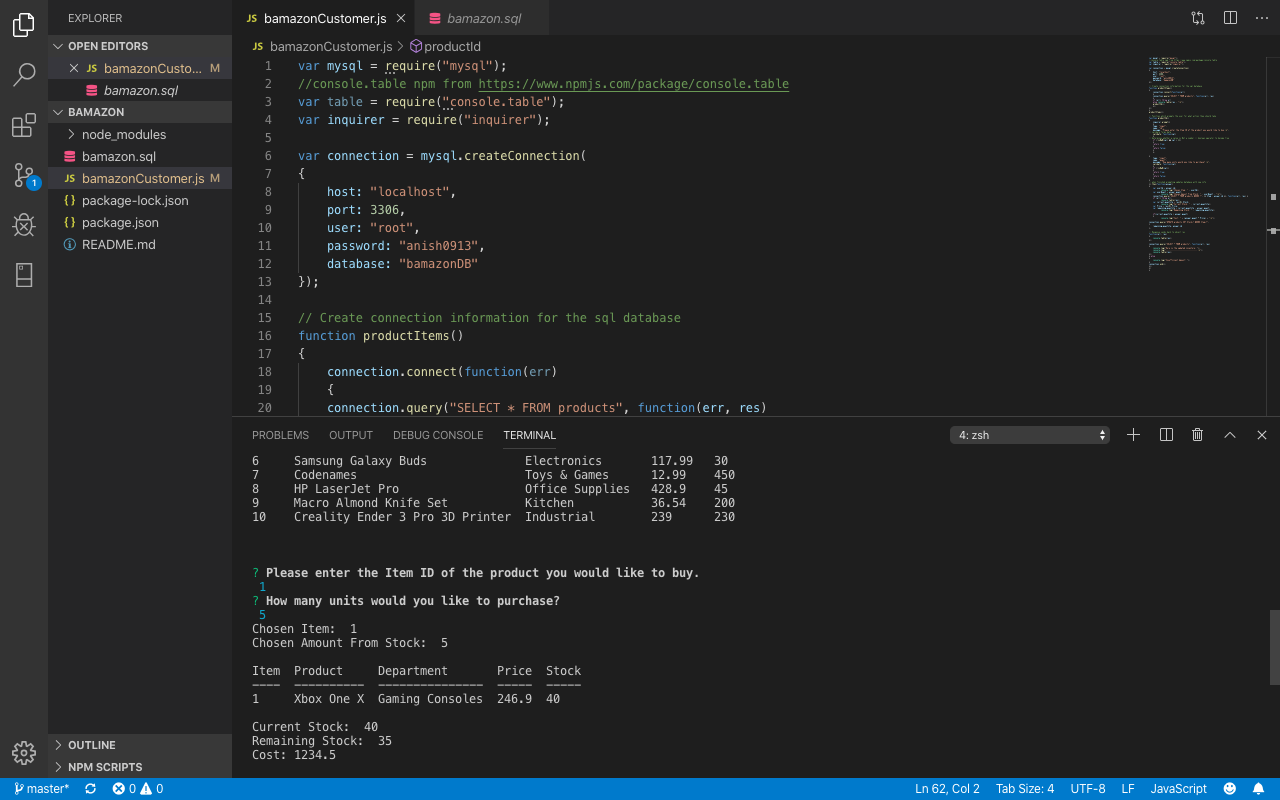 EXPLORER
OPEN EDITORS
bamazonCusto... M
bamazon.sql
BAMAZON
node_modules
bamazon.sql
JS bamazonCustomer.js M
package-lock.json
package.json
README.md
OUTLINE
NPM SCRIPTS
JS bamazonCustomer.js
bamazon.sql
JS bamazonCustomer.js > productId
1 var mysql = require("mysql");
2 //console.table npm from https://www.npmjs.com/package/console.table
3 var table = require("console.table");
4 var inquirer = require("inquirer");
5
6 var connection = mysql.createConnection(
7 {
8 host: "localhost",
9 port: 3306,
10 user: "root",
11 password: "anish0913",
12 database: "bamazonDB"
13 });
14
15 // Create connection information for the sql database
16 function productItems()
17 {
18 connection.connect(function(err)
19 {
20 connection.query("SELECT * FROM products", function(err, res)
PROBLEMS OUTPUT DEBUG CONSOLE TERMINAL 4: zsh
6 Samsung Galaxy Buds Electronics 117.99 30
7 Codenames Toys & Games 12.99 450
8 HP LaserJet Pro Office Supplies 428.9 45
9 Macro Almond Knife Set Kitchen 36.54 200
10 Creality Ender 3 Pro 3D Printer Industrial 239 230
? Please enter the Item ID of the product you would like to buy.
1
? How many units would you like to purchase?
5
Chosen Item: 1
Chosen Amount From Stock: 5
Item Product Department Price Stock
---- ---------- --------------- ----- -----
1 Xbox One X Gaming Consoles 246.9 40
Current Stock: 40
Remaining Stock: 35
Cost: 1234.5
master* 0 0 Ln 62, Col 2 Tab Size: 4 UTF-8 LF JavaScript